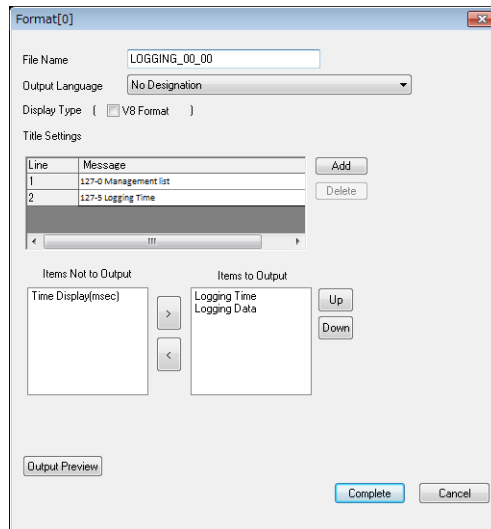 Format[0]
File Name LOGGING_00_00
Output Language No Designation
Display Type ( V8 Format )
Title Settings
Line Message
1 127-0 Management list
2 127-5 Logging Time
Add
Delete
Items Not to Output
Time Display(msec)
>
<
Items to Output
Logging Time
Logging Data
Up
Down
Output Preview
Complete Cancel